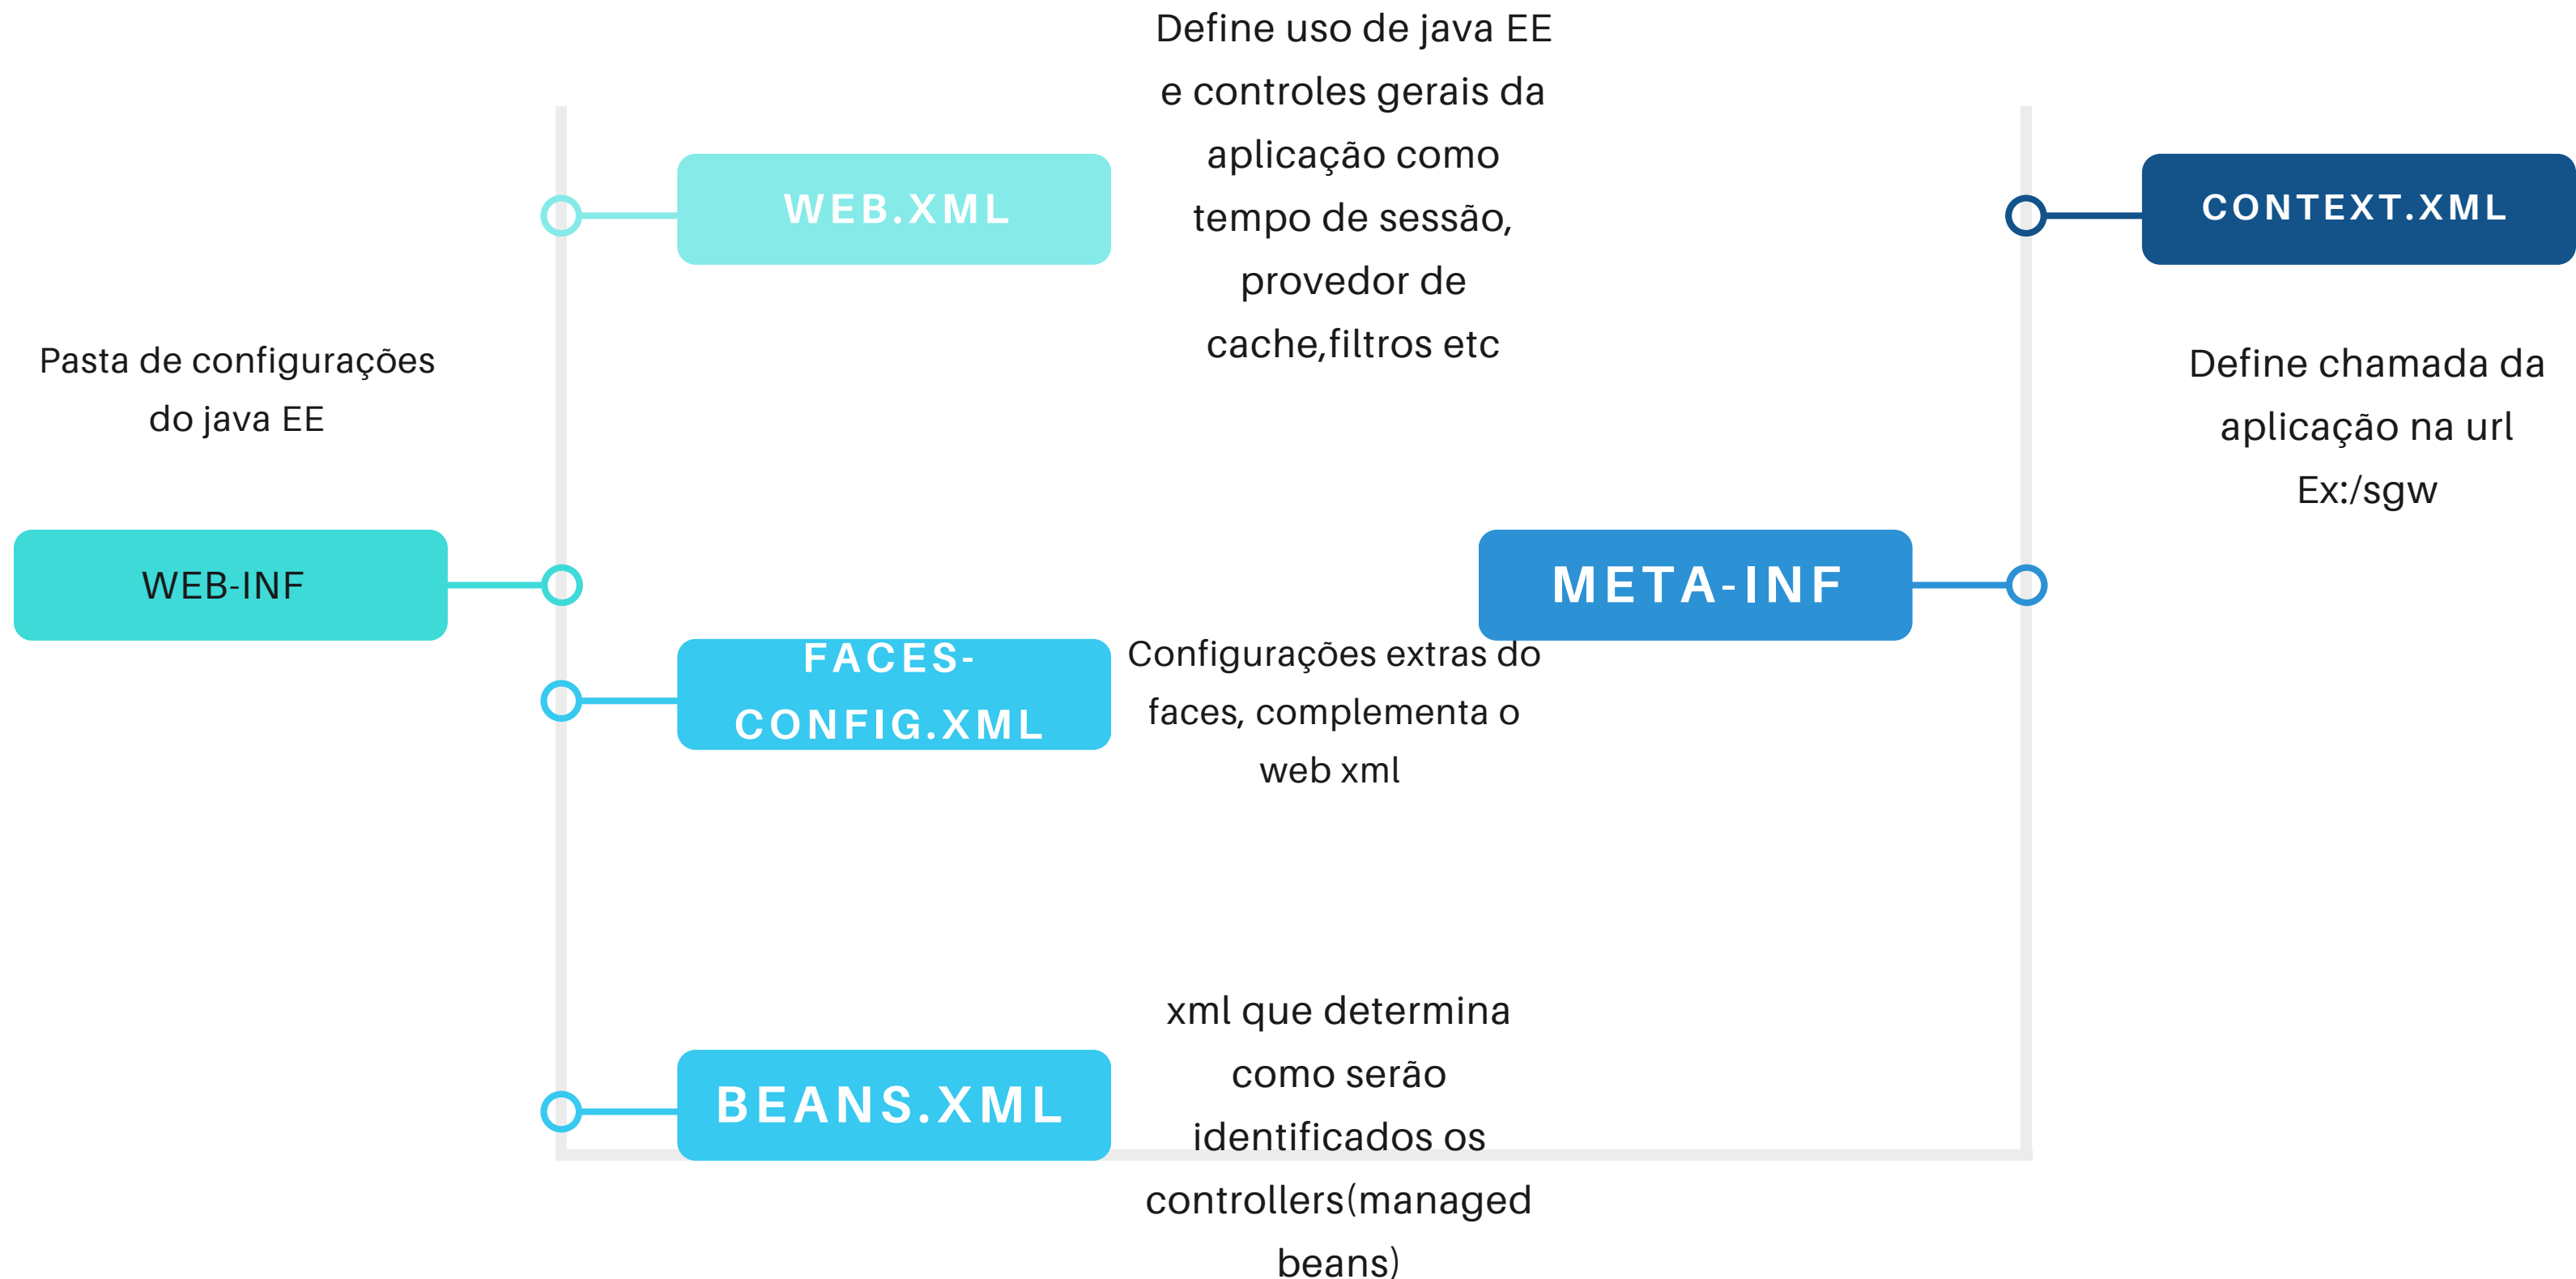 Define uso de java EE
e controles gerais da
aplicação como
tempo de sessão,
provedor de
cache,filtros etc
WEB.XML
CONTEXT.XML
Pasta de configurações
do java EE
Define chamada da
aplicação na url
Ex:/sgw
WEB-INF
META-INF
FACES-
CONFIG.XML
Configurações extras do
faces, complementa o
web xml
BEANS.XML
xml que determina
como serão
identificados os
controllers(managed
beans)